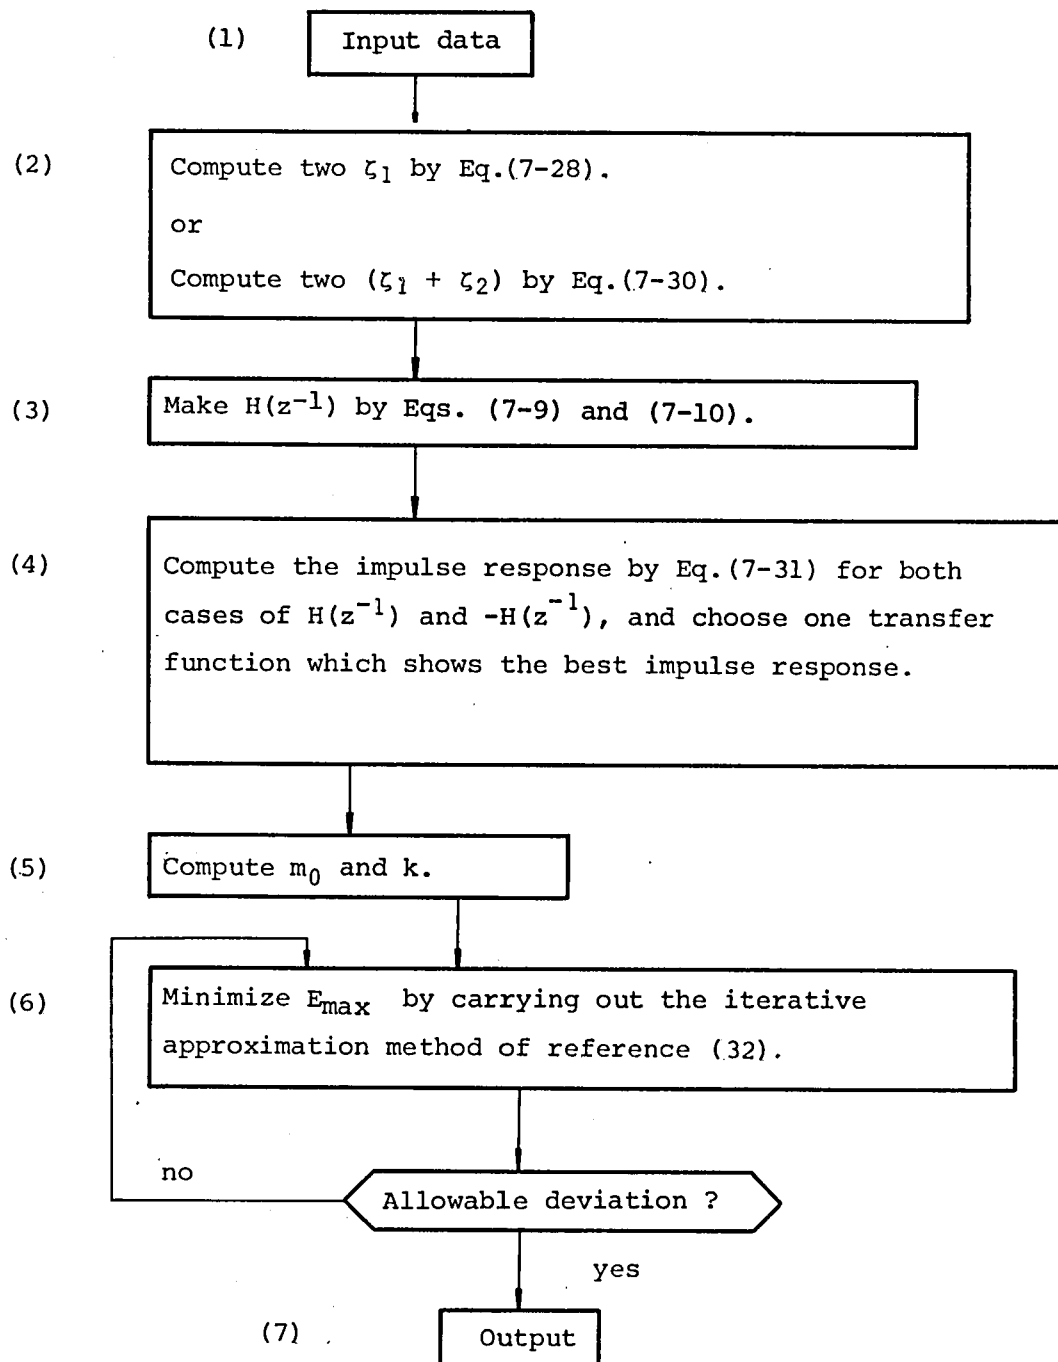 (1) Input data
(2) Compute two ζ1 by Eq.(7-28).
or
Compute two (ζ1 + ζ2) by Eq.(7-30).
(3) Make H(z⁻¹) by Eqs. (7-9) and (7-10).
(4) Compute the impulse response by Eq.(7-31) for both
cases of H(z⁻¹) and -H(z⁻¹), and choose one transfer
function which shows the best impulse response.
(5) Compute m₀ and k.
(6) Minimize Emax by carrying out the iterative
approximation method of reference (32).
no
Allowable deviation ?
yes
(7) Output